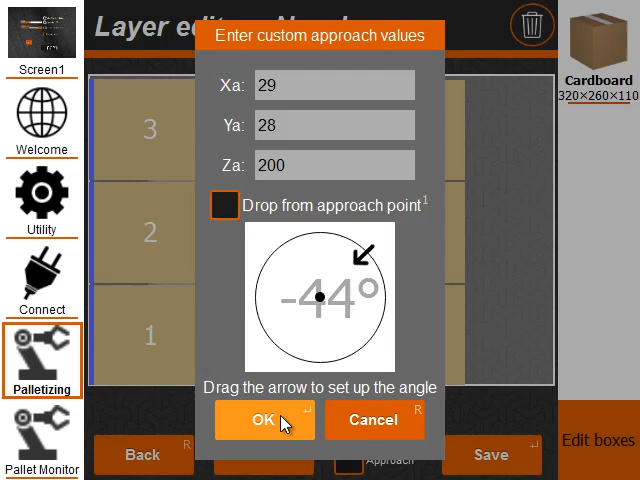 Screen1
Welcome
Utility
Connect
Palletizing
Pallet Monitor
Layer
Enter custom approach values
Xa: 29
Ya: 28
Za: 200
Drop from approach point1
-44°
Drag the arrow to set up the angle
OK
Cancel R
3
2
1
Back R
Approach
Save
Cardboard
320×260×110
Edit boxes